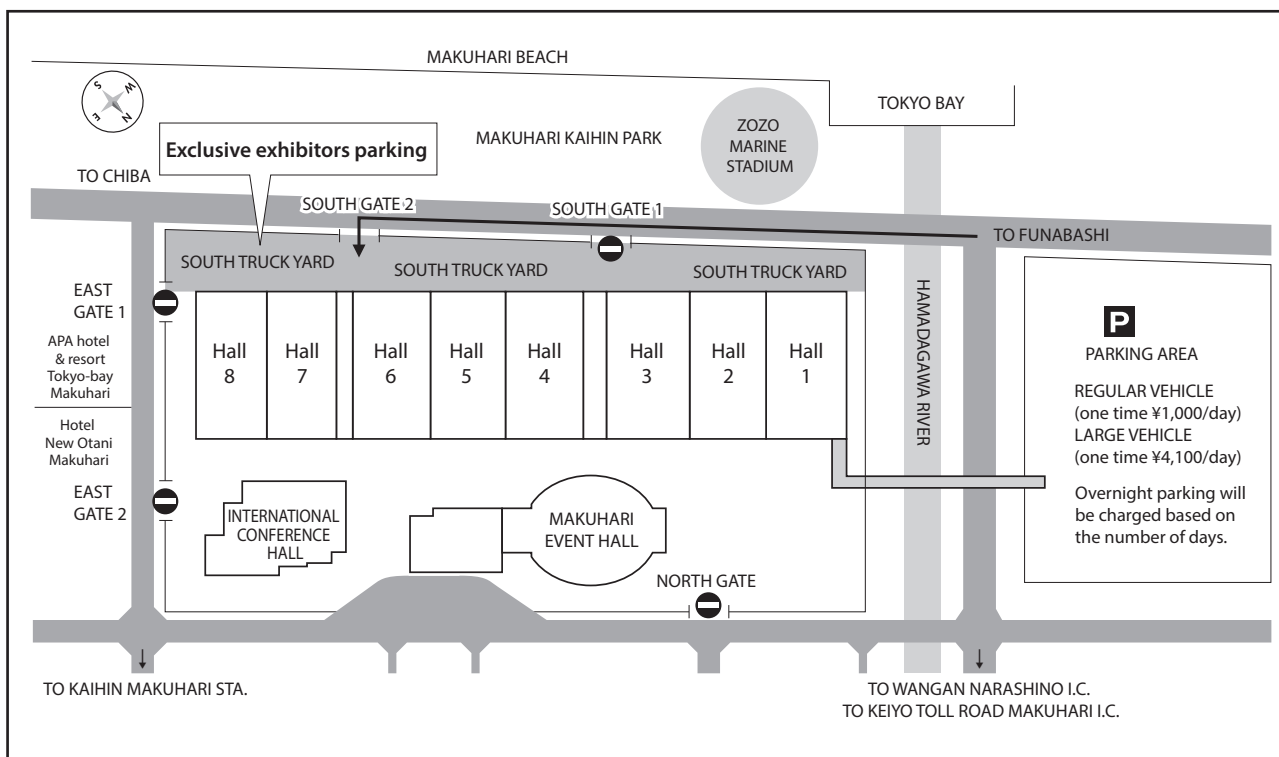 MAKUHARI BEACH
S
W
E
N
TOKYO BAY
ZOZO
MARINE
STADIUM
MAKUHARI KAIHIN PARK
Exclusive exhibitors parking
TO CHIBA
SOUTH GATE 2
SOUTH GATE 1
TO FUNABASHI
SOUTH TRUCK YARD
SOUTH TRUCK YARD
SOUTH TRUCK YARD
EAST
GATE 1
APA hotel
& resort
Tokyo-bay
Makuhari
Hotel
New Otani
Makuhari
EAST
GATE 2
Hall
8
Hall
7
Hall
6
Hall
5
Hall
4
Hall
3
Hall
2
Hall
1
HAMADAGAWA RIVER
P
PARKING AREA
REGULAR VEHICLE
(one time ¥1,000/day)
LARGE VEHICLE
(one time ¥4,100/day)
Overnight parking will
be charged based on
the number of days.
INTERNATIONAL
CONFERENCE
HALL
MAKUHARI
EVENT HALL
NORTH GATE
TO KAIHIN MAKUHARI STA.
TO WANGAN NARASHINO I.C.
TO KEIYO TOLL ROAD MAKUHARI I.C.